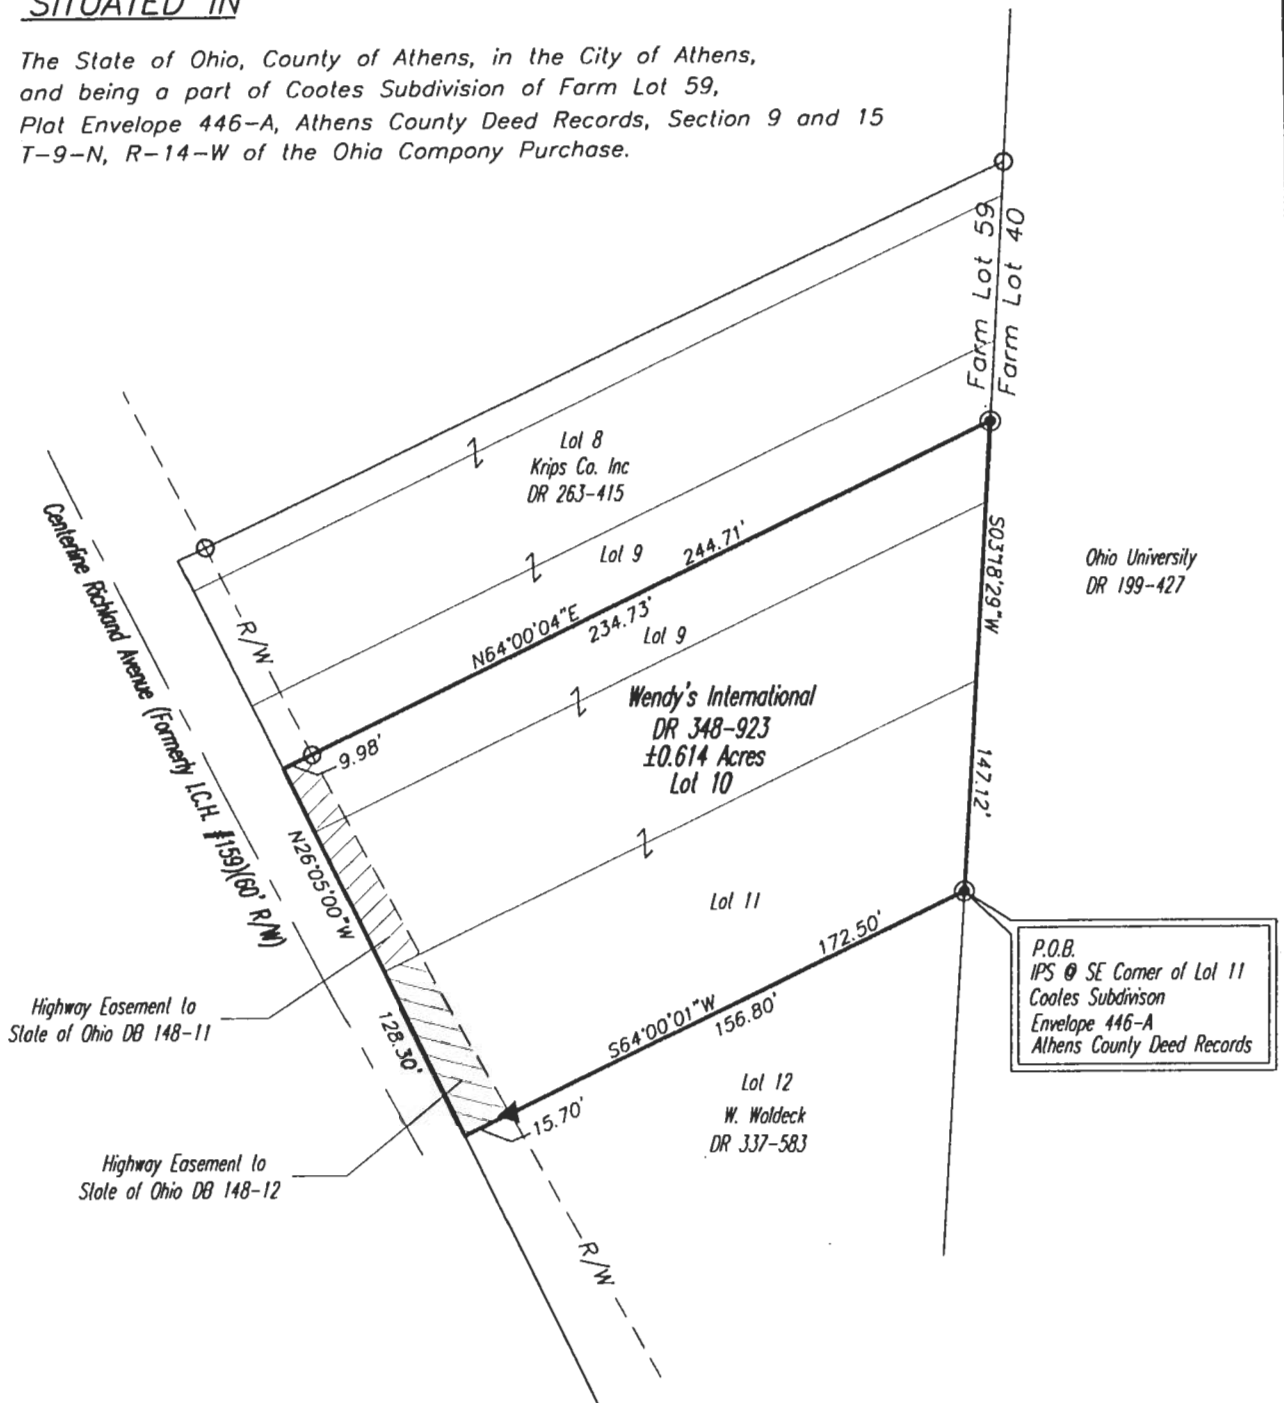 SITUATED IN
The State of Ohio, County of Athens, in the City of Athens,
and being a part of Cootes Subdivision of Farm Lot 59,
Plat Envelope 446-A, Athens County Deed Records, Section 9 and 15
T-9-N, R-14-W of the Ohio Company Purchase.
Farm Lot 59
Farm Lot 40
Lot 8
Krips Co. Inc
DR 263-415
Lot 9
244.71'
N64°00'04"E
234.73'
Lot 9
S03°18'29"W
147.12'
Ohio University
DR 199-427
Centerline Richland Avenue (Formerly I.C.H. #159)(60' R/W)
R/W
9.98'
Wendy's International
DR 348-923
±0.614 Acres
Lot 10
N26°05'00"W
128.30'
Lot 11
172.50'
S64°00'01"W
156.80'
15.70'
P.O.B.
IPS @ SE Corner of Lot 11
Cootes Subdivison
Envelope 446-A
Athens County Deed Records
Highway Easement to
State of Ohio DB 148-11
Highway Easement to
State of Ohio DB 148-12
Lot 12
W. Woldeck
DR 337-583
R/W